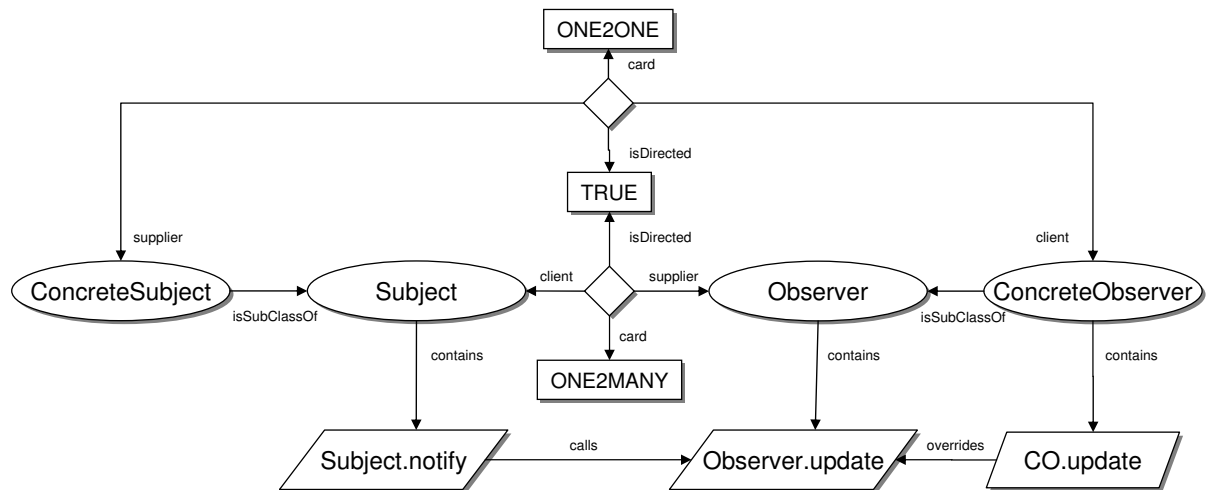 ONE2ONE
card
isDirected
TRUE
supplier
isDirected
client
ConcreteSubject
Subject
client
supplier
Observer
ConcreteObserver
isSubClassOf
isSubClassOf
card
contains
contains
contains
ONE2MANY
Subject.notify
calls
Observer.update
overrides
CO.update